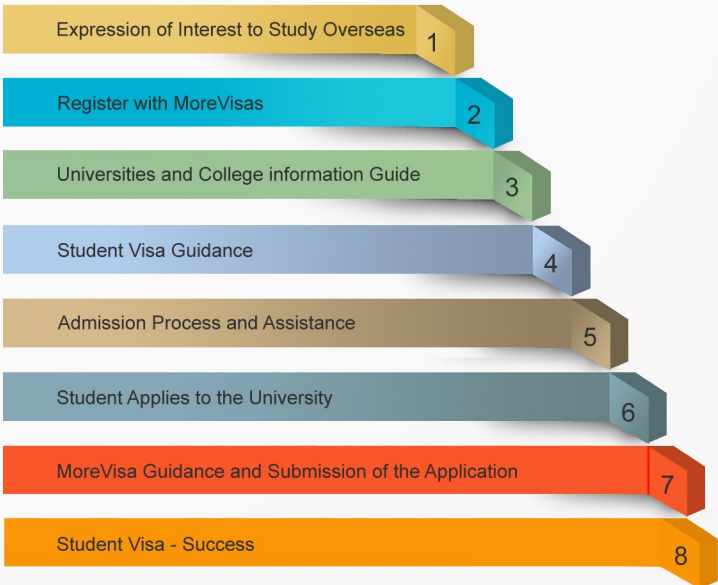 Expression of Interest to Study Overseas 1
Register with MoreVisas 2
Universities and College information Guide 3
Student Visa Guidance 4
Admission Process and Assistance 5
Student Applies to the University 6
MoreVisa Guidance and Submission of the Application 7
Student Visa - Success 8